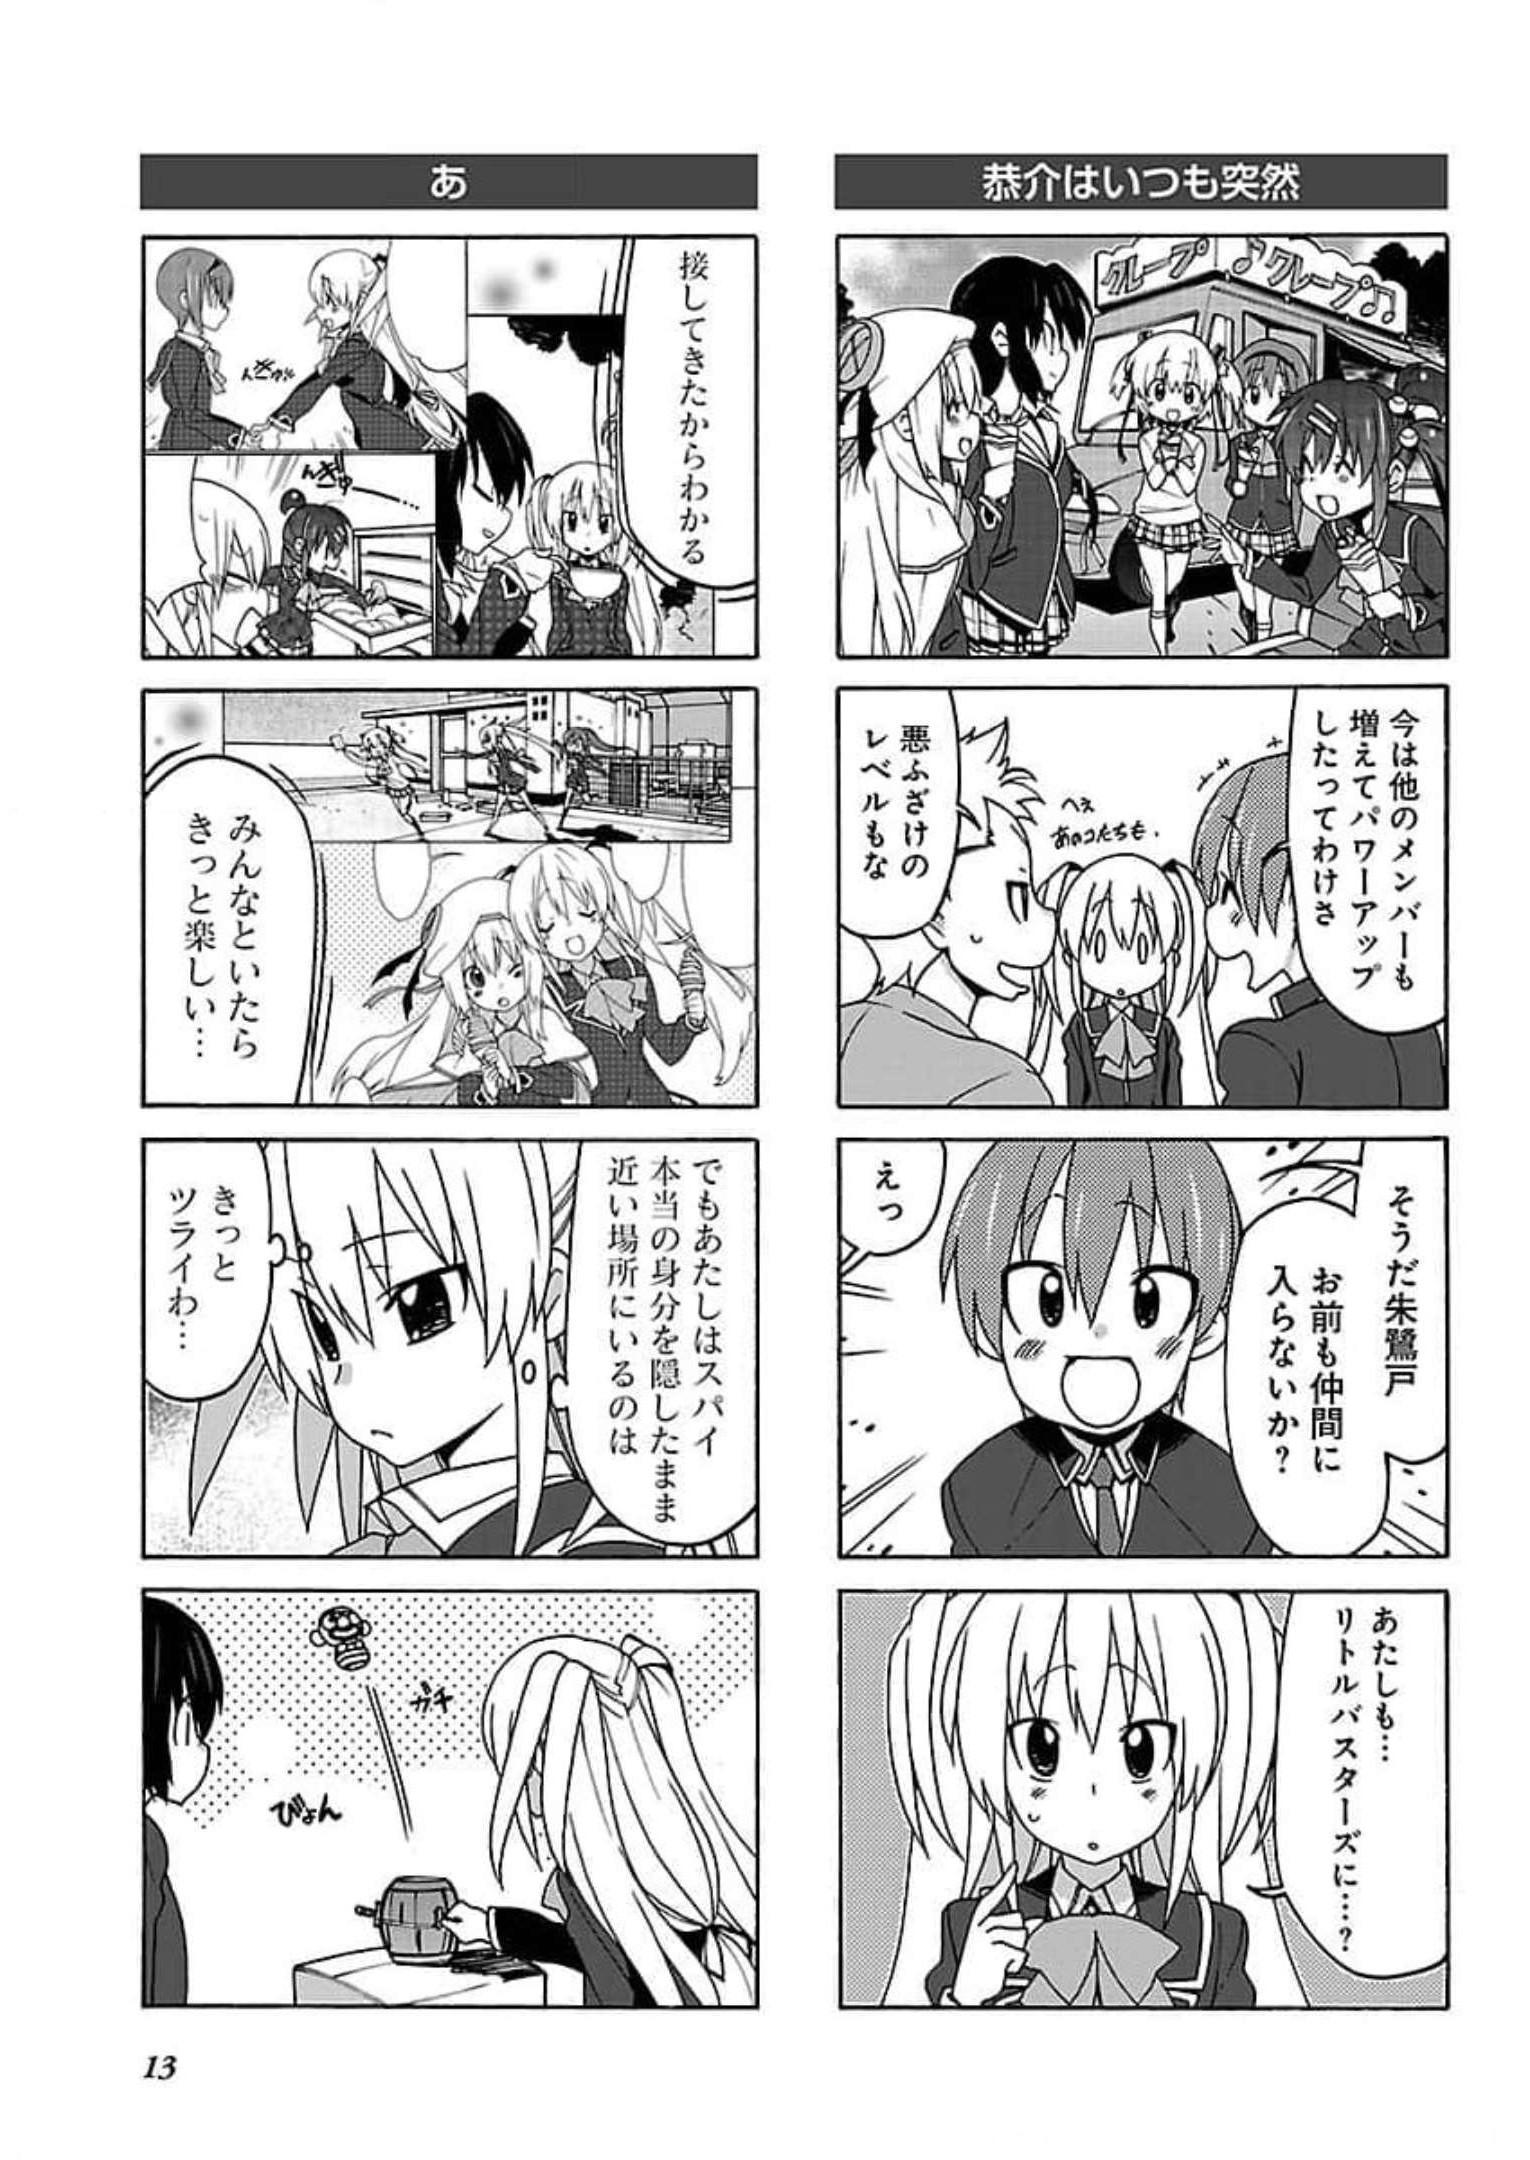 恭介はいつも突然
クレープ
♪クレープ♫
今は他のメンバーも
増えてパワーアップ
したってわけさ
へぇ
あのコたちも.
悪ふざけの
レベルもな
そうだ朱鷺戸
お前も仲間に
入らないか?
えっ
あたしも…
リトルバスターズに…?
あ
接してきたからわかる
んぎゅ
んぎゅ!!
みんなといたら
きっと楽しい…
でもあたしはスパイ
本当の身分を隠したまま
近い場所にいるのは
きっと
ツライわ…
ガチ
びょん
13